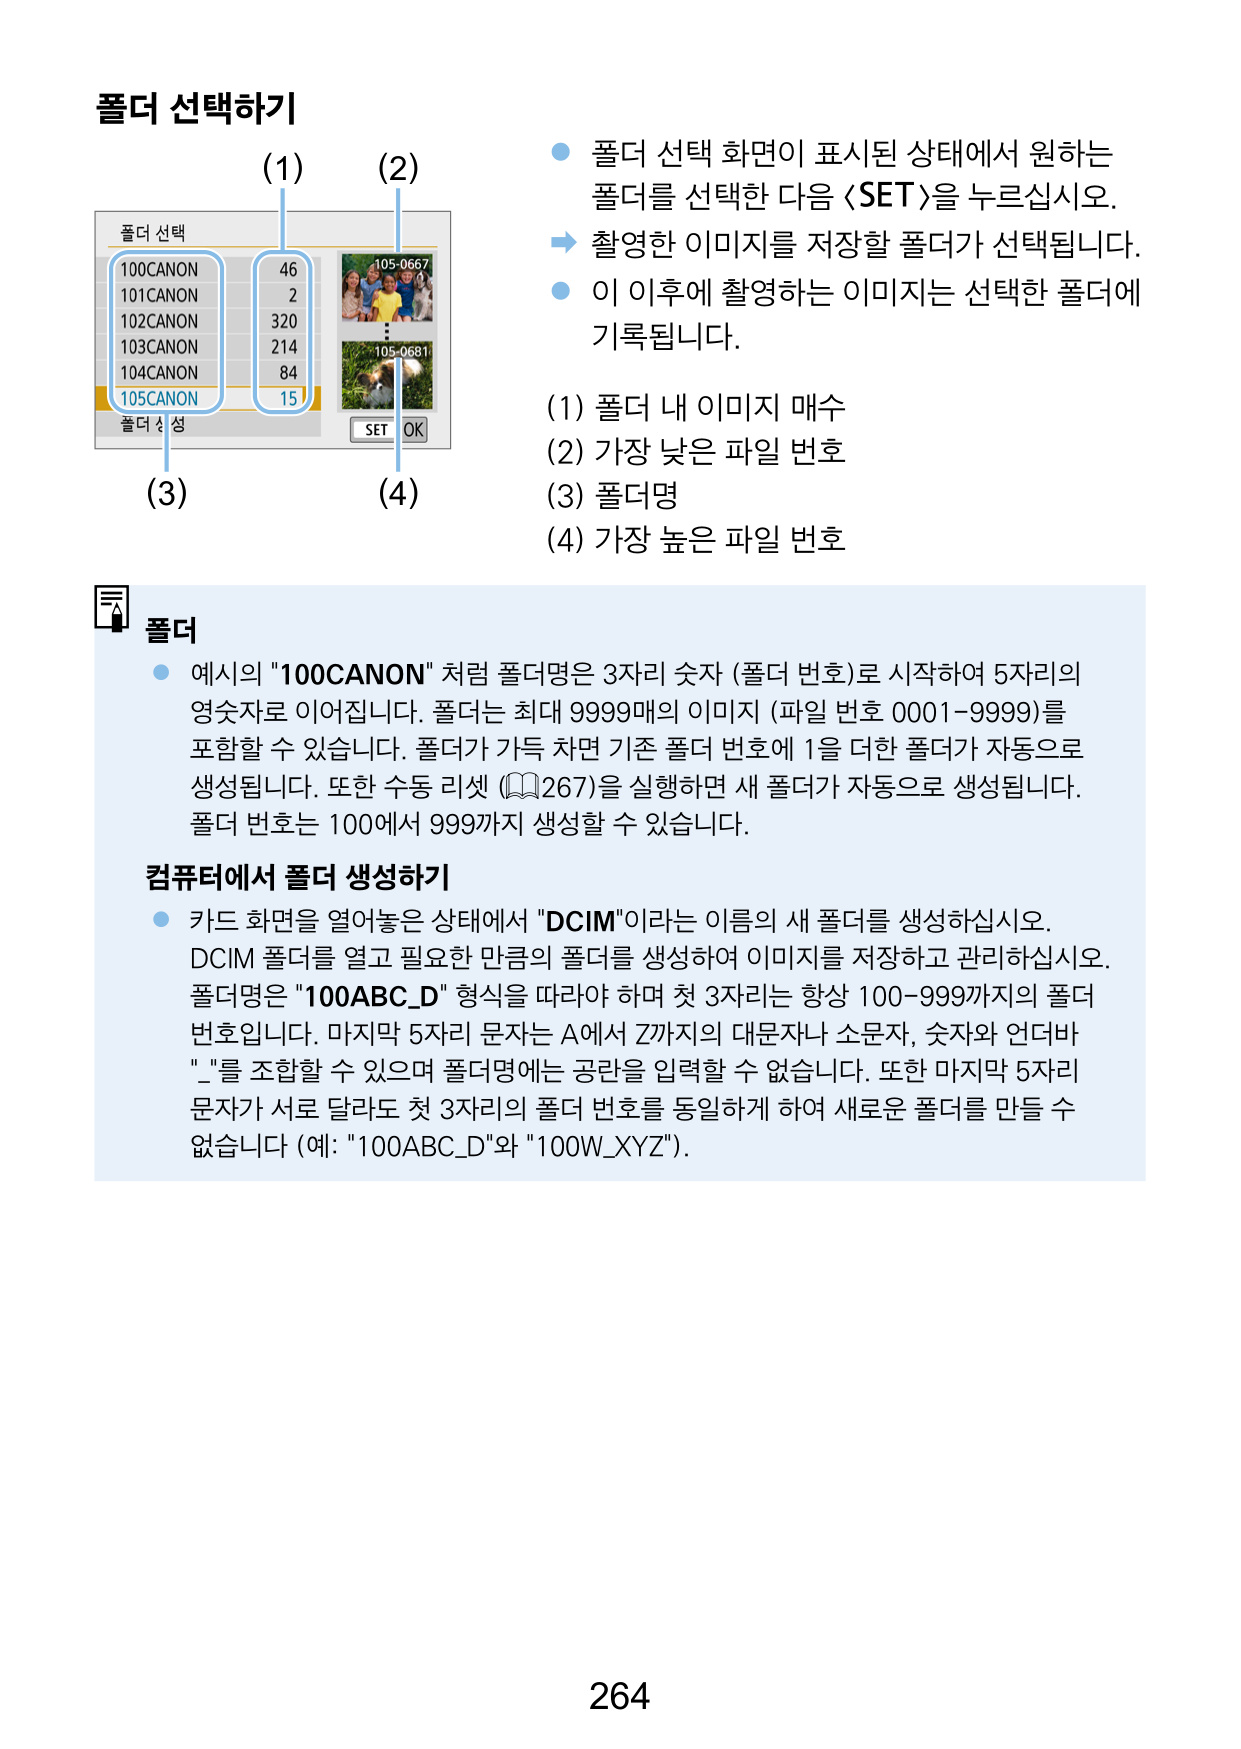 폴더 선택하기
(1) (2)
폴더 선택
100CANON 46
101CANON 2
102CANON 320
103CANON 214
104CANON 84
105CANON 15
폴더 생성
105-0667
105-0681
SET OK
(3) (4)
● 폴더 선택 화면이 표시된 상태에서 원하는
폴더를 선택한 다음 <SET>을 누르십시오.
➡ 촬영한 이미지를 저장할 폴더가 선택됩니다.
● 이 이후에 촬영하는 이미지는 선택한 폴더에
기록됩니다.
(1) 폴더 내 이미지 매수
(2) 가장 낮은 파일 번호
(3) 폴더명
(4) 가장 높은 파일 번호
폴더
● 예시의 "100CANON" 처럼 폴더명은 3자리 숫자 (폴더 번호)로 시작하여 5자리의
영숫자로 이어집니다. 폴더는 최대 9999매의 이미지 (파일 번호 0001-9999)를
포함할 수 있습니다. 폴더가 가득 차면 기존 폴더 번호에 1을 더한 폴더가 자동으로
생성됩니다. 또한 수동 리셋 (267)을 실행하면 새 폴더가 자동으로 생성됩니다.
폴더 번호는 100에서 999까지 생성할 수 있습니다.
컴퓨터에서 폴더 생성하기
● 카드 화면을 열어놓은 상태에서 "DCIM"이라는 이름의 새 폴더를 생성하십시오.
DCIM 폴더를 열고 필요한 만큼의 폴더를 생성하여 이미지를 저장하고 관리하십시오.
폴더명은 "100ABC_D" 형식을 따라야 하며 첫 3자리는 항상 100-999까지의 폴더
번호입니다. 마지막 5자리 문자는 A에서 Z까지의 대문자나 소문자, 숫자와 언더바
"_"를 조합할 수 있으며 폴더명에는 공란을 입력할 수 없습니다. 또한 마지막 5자리
문자가 서로 달라도 첫 3자리의 폴더 번호를 동일하게 하여 새로운 폴더를 만들 수
없습니다 (예: "100ABC_D"와 "100W_XYZ").
264